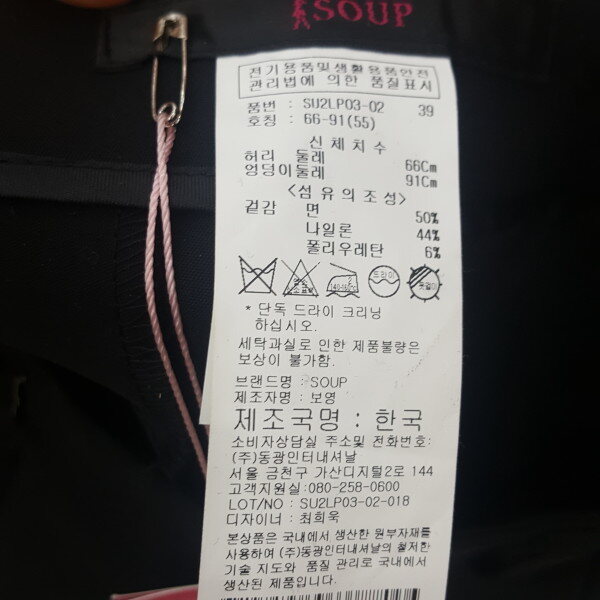 SOUP
전기용품및생활용품안전
관리법에 의한 품질표시
품번 : SU2LP03-02 39
호칭 : 66-91(55)
신체치수
허리 둘레 66Cm
엉덩이둘레 91Cm
<섬유의조성>
겉감 면 50%
나일론 44%
폴리우레탄 6%
드라이
* 단독 드라이 크리닝
하십시오.
세탁과실로 인한 제품불량은
보상이 불가함.
브랜드명 : SOUP
제조자명 : 보영
제조국명 : 한국
소비자상담실 주소및 전화번호:
(주)동광인터내셔날
서울 금천구 가산디지털2로 144
고객지원실:080-258-0600
LOT/NO : SU2LP03-02-018
디자이너 : 최희욱
본상품은 국내에서 생산한 원부자재를
사용하여 (주)동광인터내셔날의 철저한
기술 지도와 품질 관리로 국내에서
생산된 제품입니다.